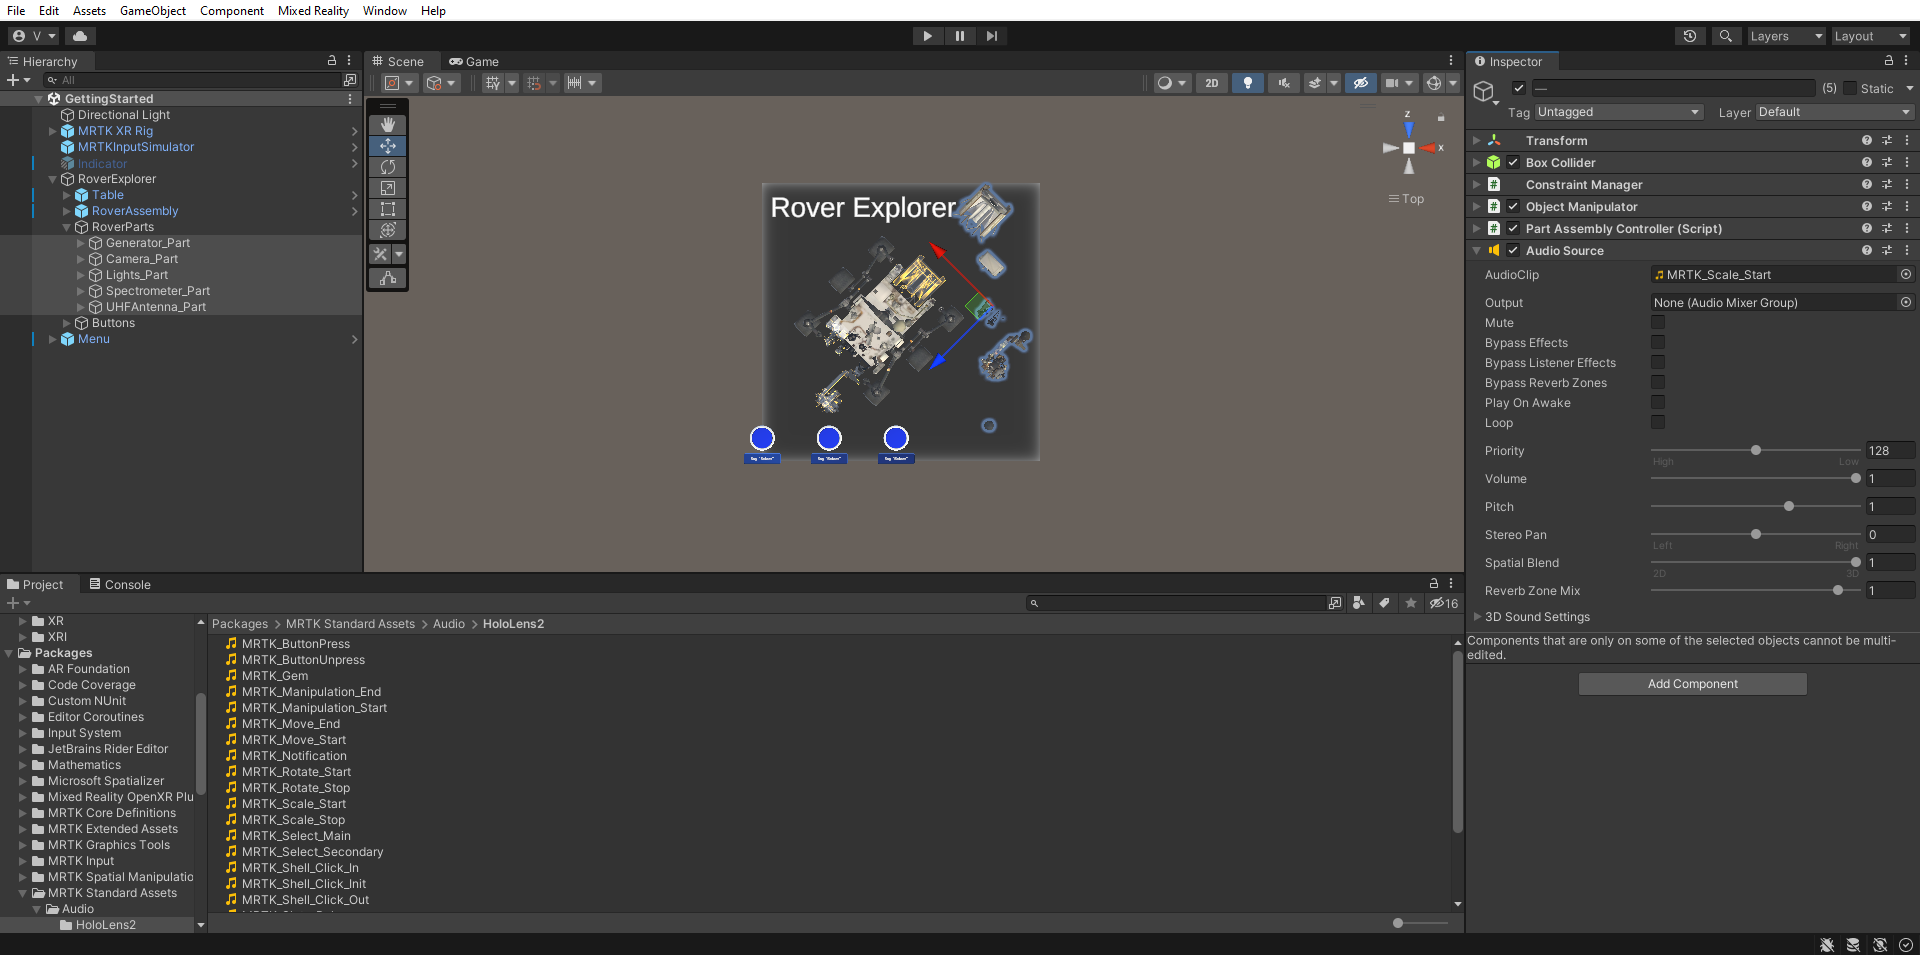 File Edit Assets GameObject Component Mixed Reality Window Help
V
Layers
Layout
Hierarchy
All
GettingStarted
Directional Light
MRTK XR Rig
MRTKInputSimulator
Indicator
RoverExplorer
Table
RoverAssembly
RoverParts
Generator_Part
Camera_Part
Lights_Part
Spectrometer_Part
UHFAntenna_Part
Buttons
Menu
Scene
Game
2D
z
x
Top
Rover Explorer
Inspector
—
(5)
Static
Tag
Untagged
Layer
Default
Transform
Box Collider
Constraint Manager
Object Manipulator
Part Assembly Controller (Script)
Audio Source
AudioClip
MRTK_Scale_Start
Output
None (Audio Mixer Group)
Mute
Bypass Effects
Bypass Listener Effects
Bypass Reverb Zones
Play On Awake
Loop
Priority
128
High
Low
Volume
1
Pitch
1
Stereo Pan
0
Left
Right
Spatial Blend
1
2D
3D
Reverb Zone Mix
1
3D Sound Settings
Components that are only on some of the selected objects cannot be multi-
edited.
Add Component
Project
Console
16
XR
XRI
Packages
AR Foundation
Code Coverage
Custom NUnit
Editor Coroutines
Input System
JetBrains Rider Editor
Mathematics
Microsoft Spatializer
Mixed Reality OpenXR Plu
MRTK Core Definitions
MRTK Extended Assets
MRTK Graphics Tools
MRTK Input
MRTK Spatial Manipulatio
MRTK Standard Assets
Audio
HoloLens2
Packages > MRTK Standard Assets > Audio > HoloLens2
MRTK_ButtonPress
MRTK_ButtonUnpress
MRTK_Gem
MRTK_Manipulation_End
MRTK_Manipulation_Start
MRTK_Move_End
MRTK_Move_Start
MRTK_Notification
MRTK_Rotate_Start
MRTK_Rotate_Stop
MRTK_Scale_Start
MRTK_Scale_Stop
MRTK_Select_Main
MRTK_Select_Secondary
MRTK_Shell_Click_In
MRTK_Shell_Click_Init
MRTK_Shell_Click_Out